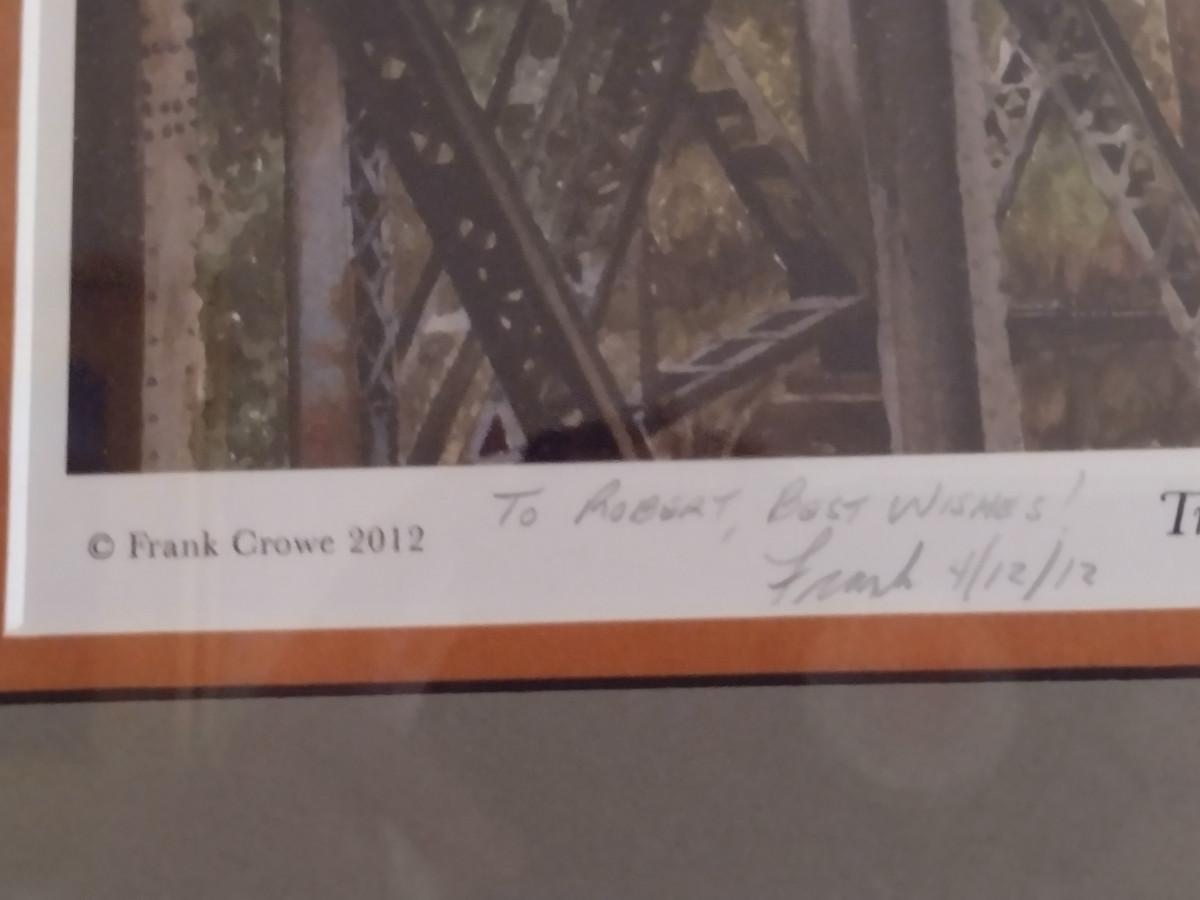 To Robert, Best Wishes!
© Frank Crowe 2012
Frank 4/12/12